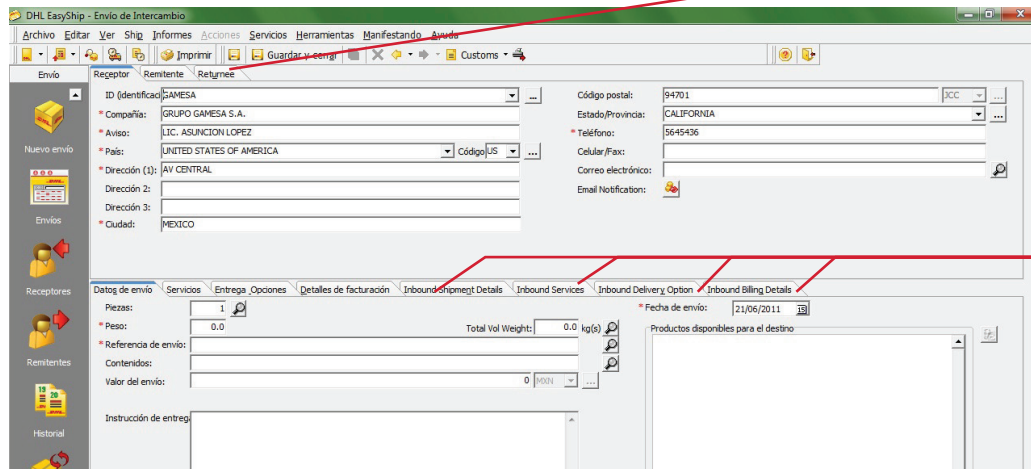 DHL EasyShip - Envío de Intercambio
Archivo Editar Ver Ship Informes Acciones Servicios Herramientas Manifestando Ayuda
Imprimir Guardar y cerrar Customs
Envío Receptor Remitente Returnee
ID (identificaci GAMESA Código postal: 94701 JCC
* Compañía: GRUPO GAMESA S.A. Estado/Provincia: CALIFORNIA
* Aviso: LIC. ASUNCION LOPEZ * Teléfono: 5645436
Nuevo envío * País: UNITED STATES OF AMERICA Código US Celular/Fax:
* Dirección (1): AV CENTRAL Correo electrónico:
Dirección 2: Email Notification:
Dirección 3:
Envíos * Ciudad: MEXICO
Receptores Datos de envío Servicios Entrega_Opciones Detalles de facturación Inbound Shipment Details Inbound Services Inbound Delivery Option Inbound Billing Details
Piezas: 1 * Fecha de envío: 21/06/2011 15
* Peso: 0.0 Total Vol Weight: 0.0 kg(s) Productos disponibles para el destino
* Referencia de envío:
Remitentes Contenidos:
Valor del envío: 0 MXN
19 20
Instrucción de entreg
Historial